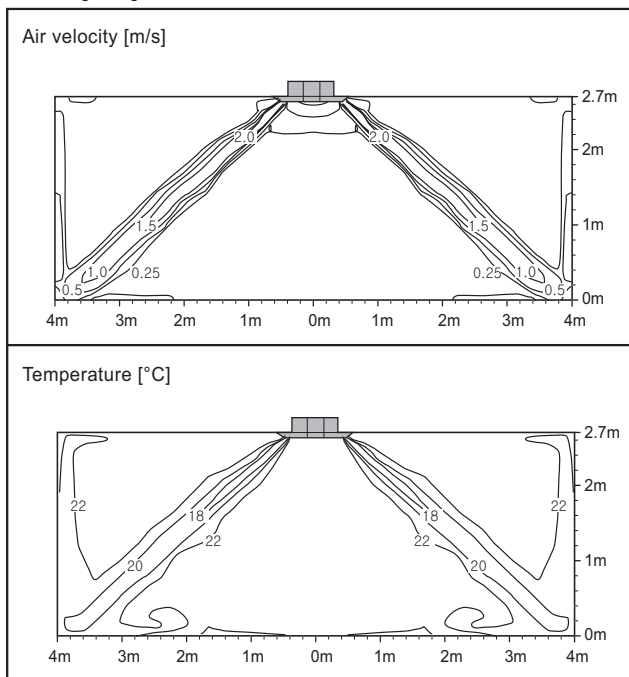 Air velocity [m/s]
2.7m
2.0 2.0
2m
1.5 1.5
1m
1.0 0.25 0.25 1.0
0.5 0.5
0m
4m 3m 2m 1m 0m 1m 2m 3m 4m
Temperature [°C]
2.7m
2m
22 22
18 18
22 22
1m
20 20
0m
4m 3m 2m 1m 0m 1m 2m 3m 4m